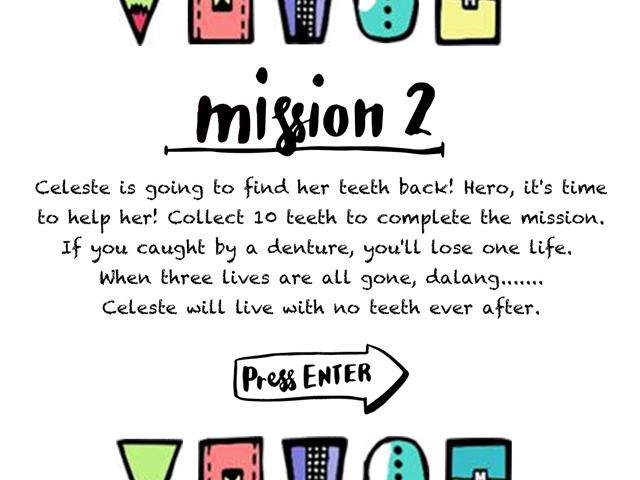 mission 2
Celeste is going to find her teeth back! Hero, it's time
to help her! Collect 10 teeth to complete the mission.
If you caught by a denture, you'll lose one life.
When three lives are all gone, dalang.......
Celeste will live with no teeth ever after.
Press ENTER